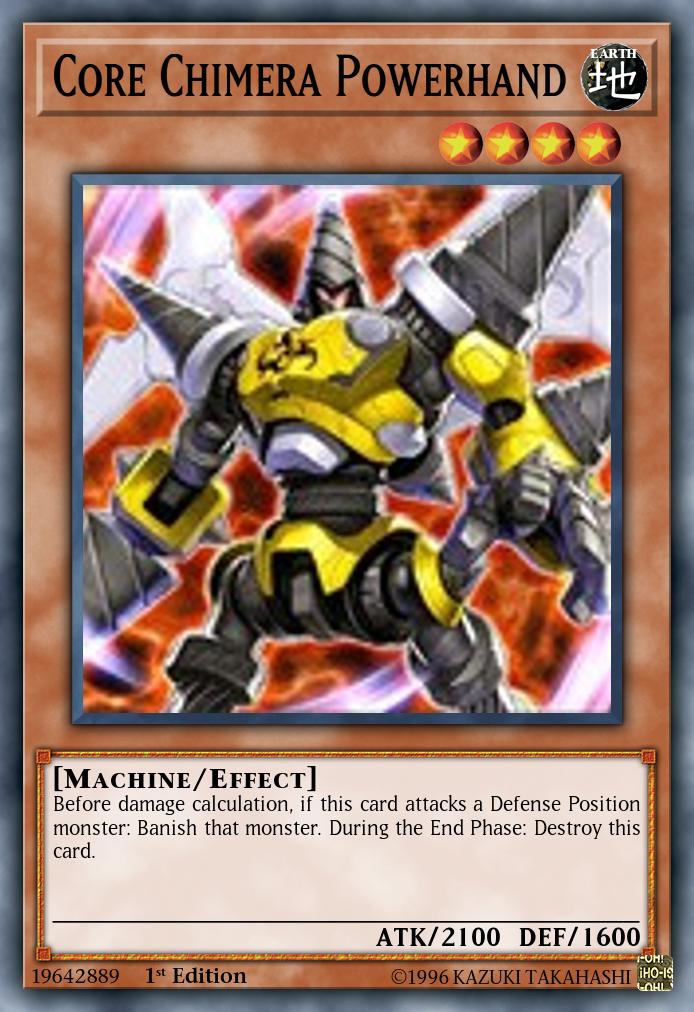 Core Chimera Powerhand
EARTH
地
[Machine/Effect]
Before damage calculation, if this card attacks a Defense Position
monster: Banish that monster. During the End Phase: Destroy this
card.
ATK/2100 DEF/1600
19642889 1st Edition ©1996 KAZUKI TAKAHASHI